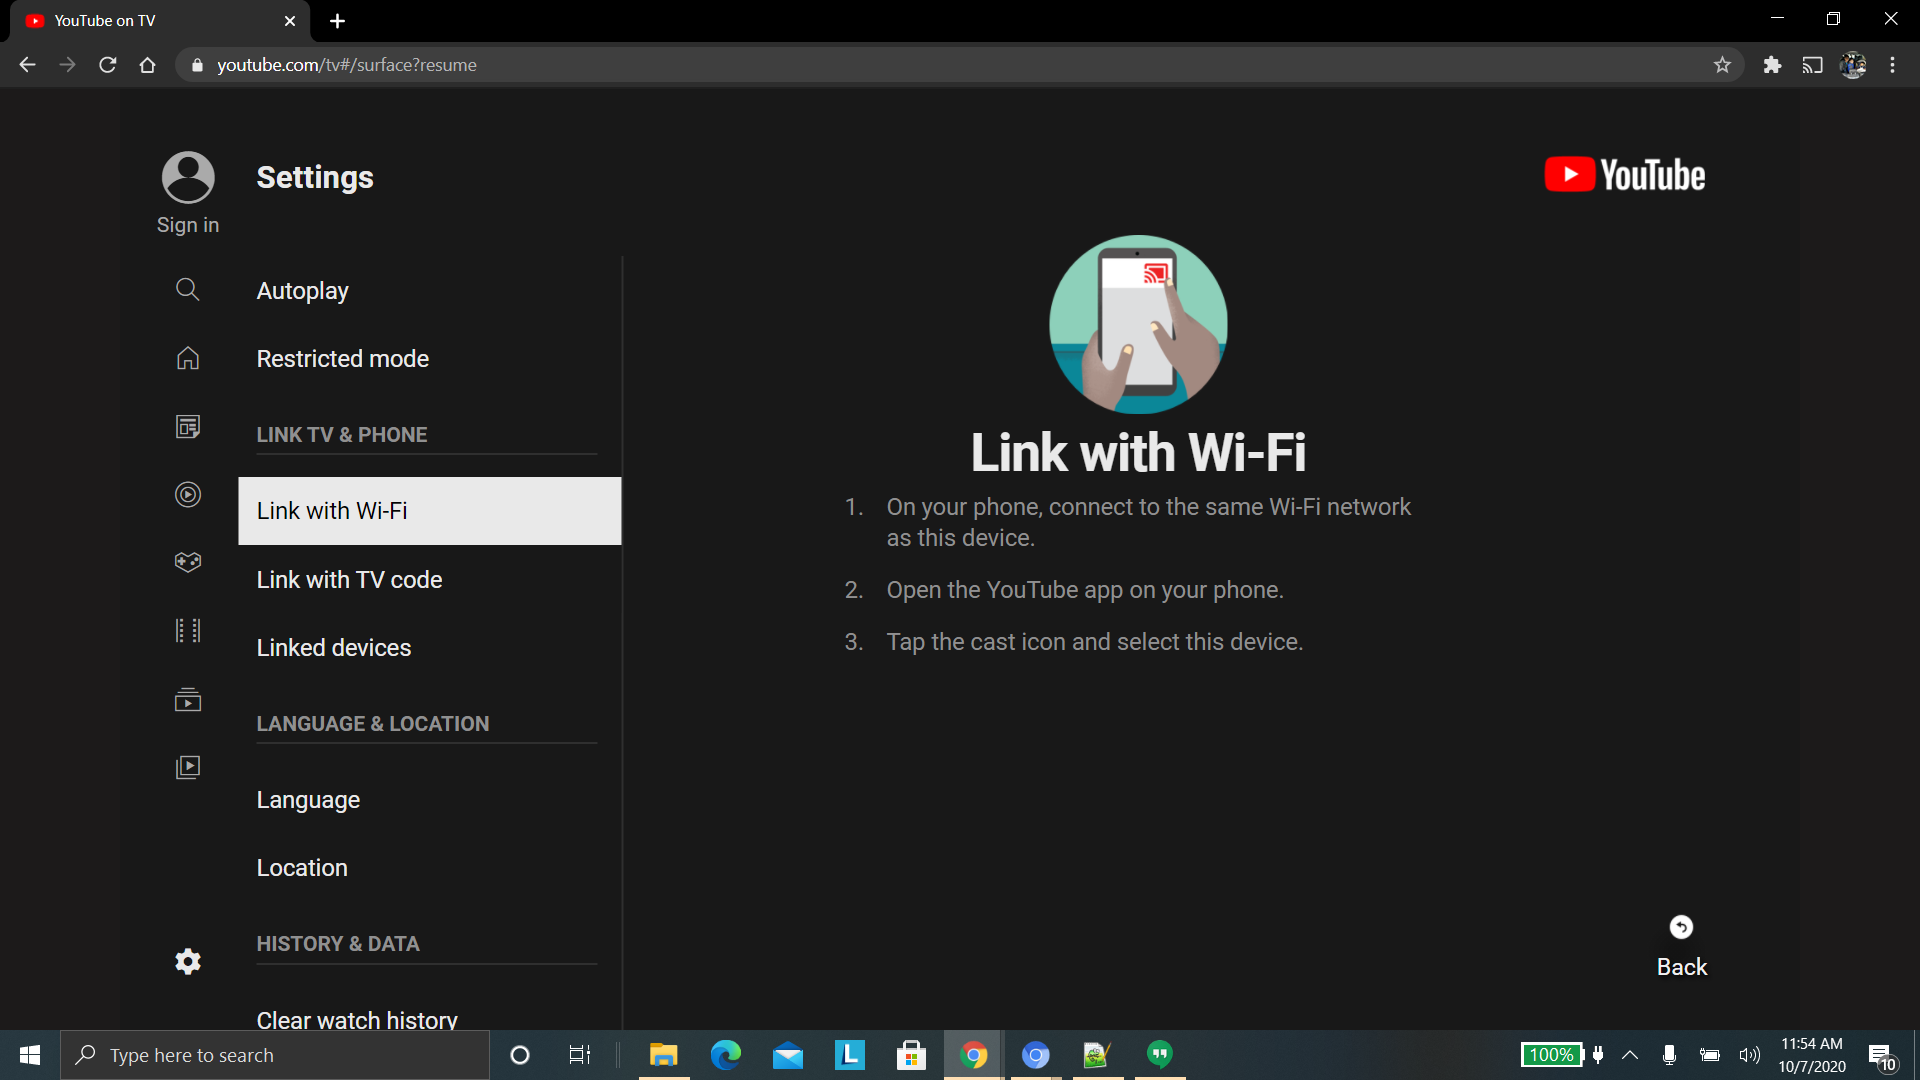 YouTube on TV
youtube.com/tv#/surface?resume
Sign in
Settings
YouTube
Autoplay
Restricted mode
LINK TV & PHONE
Link with Wi-Fi
Link with TV code
Linked devices
LANGUAGE & LOCATION
Language
Location
HISTORY & DATA
Clear watch history
Link with Wi-Fi
1. On your phone, connect to the same Wi-Fi network
as this device.
2. Open the YouTube app on your phone.
3. Tap the cast icon and select this device.
Back
Type here to search
L
100%
11:54 AM
10/7/2020
10